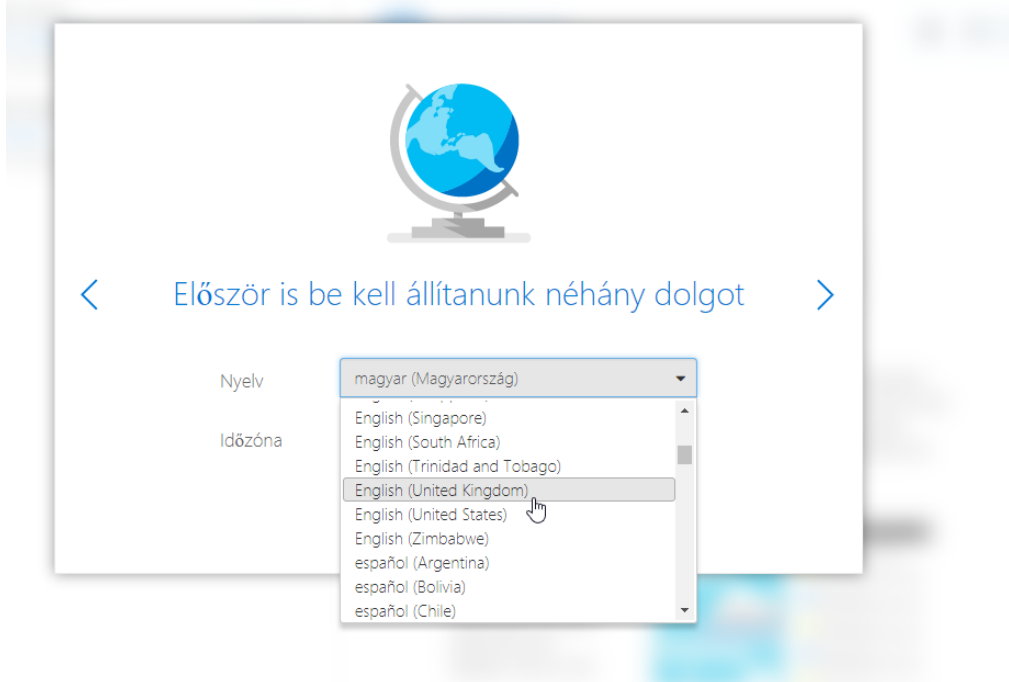 Először is be kell állítanunk néhány dolgot
Nyelv
magyar (Magyarország)
English (Singapore)
Időzóna
English (South Africa)
English (Trinidad and Tobago)
English (United Kingdom)
English (United States)
English (Zimbabwe)
español (Argentina)
español (Bolivia)
español (Chile)